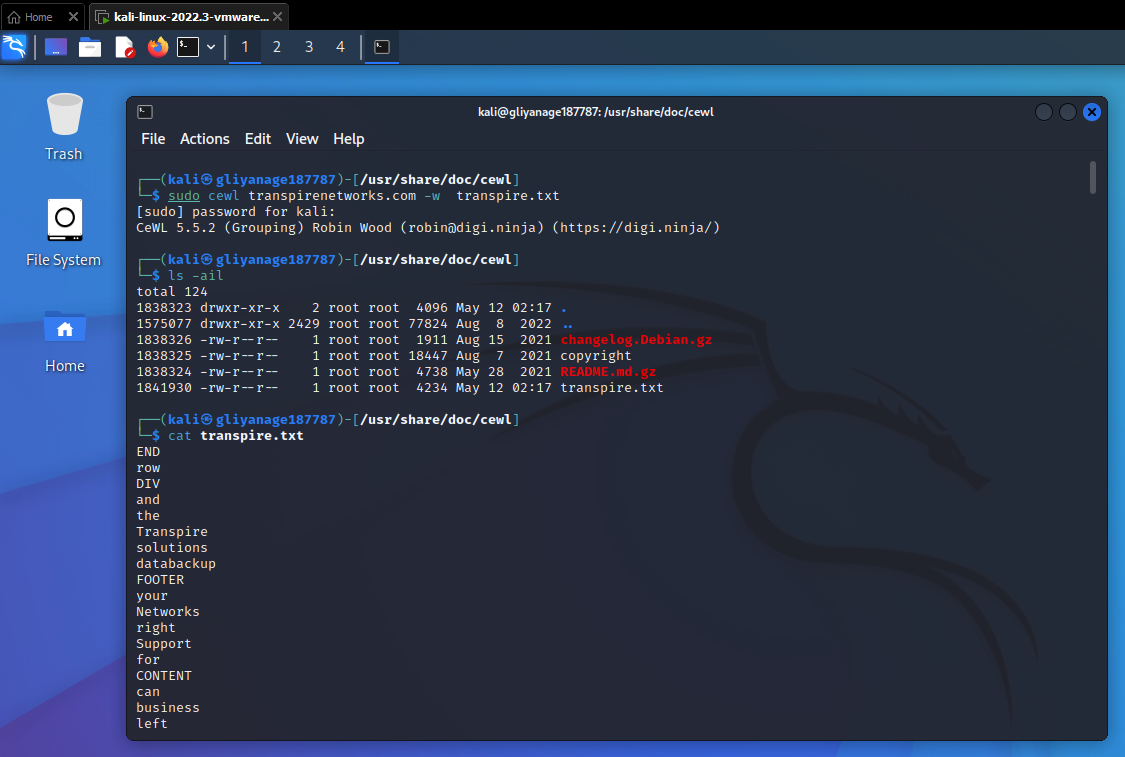 Home
kali-linux-2022.3-vmware...
1 2 3 4
Trash
File System
Home
kali@gliyanage187787: /usr/share/doc/cewl
File Actions Edit View Help
┌──(kali㉿gliyanage187787)-[/usr/share/doc/cewl]
└─$ sudo cewl transpirenetworks.com -w  transpire.txt
[sudo] password for kali:
CeWL 5.5.2 (Grouping) Robin Wood (robin@digi.ninja) (https://digi.ninja/)
┌──(kali㉿gliyanage187787)-[/usr/share/doc/cewl]
└─$ ls -ail
total 124
1838323 drwxr-xr-x    2 root root  4096 May 12 02:17 .
1575077 drwxr-xr-x 2429 root root 77824 Aug  8  2022 ..
1838326 -rw-r--r--    1 root root  1911 Aug 15  2021 changelog.Debian.gz
1838325 -rw-r--r--    1 root root 18447 Aug  7  2021 copyright
1838324 -rw-r--r--    1 root root  4738 May 28  2021 README.md.gz
1841930 -rw-r--r--    1 root root  4234 May 12 02:17 transpire.txt
┌──(kali㉿gliyanage187787)-[/usr/share/doc/cewl]
└─$ cat transpire.txt
END
row
DIV
and
the
Transpire
solutions
databackup
FOOTER
your
Networks
right
Support
for
CONTENT
can
business
left